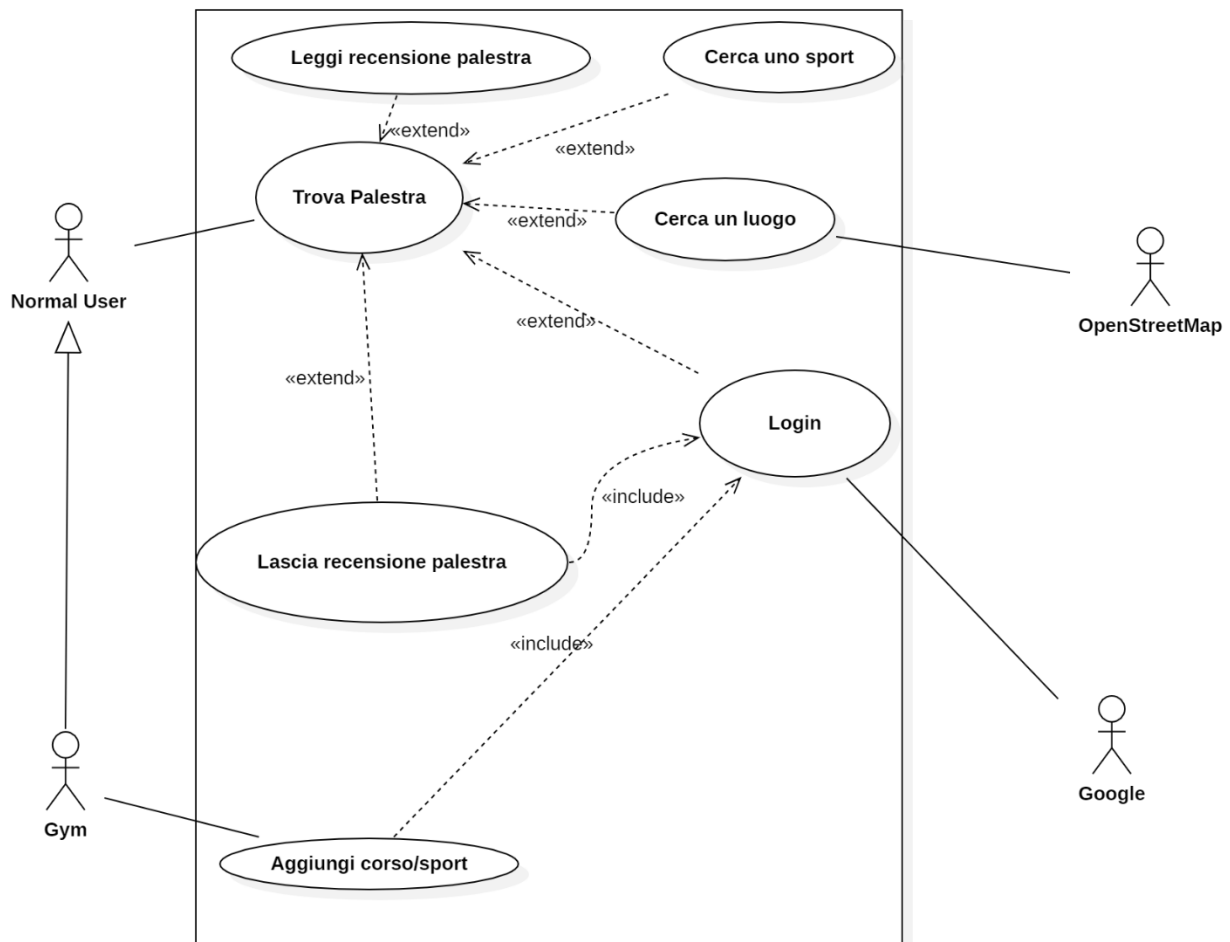 Leggi recensione palestra
Cerca uno sport
«extend»
«extend»
Trova Palestra
Cerca un luogo
«extend»
Normal User
OpenStreetMap
«extend»
«extend»
Login
«include»
Lascia recensione palestra
«include»
Google
Gym
Aggiungi corso/sport